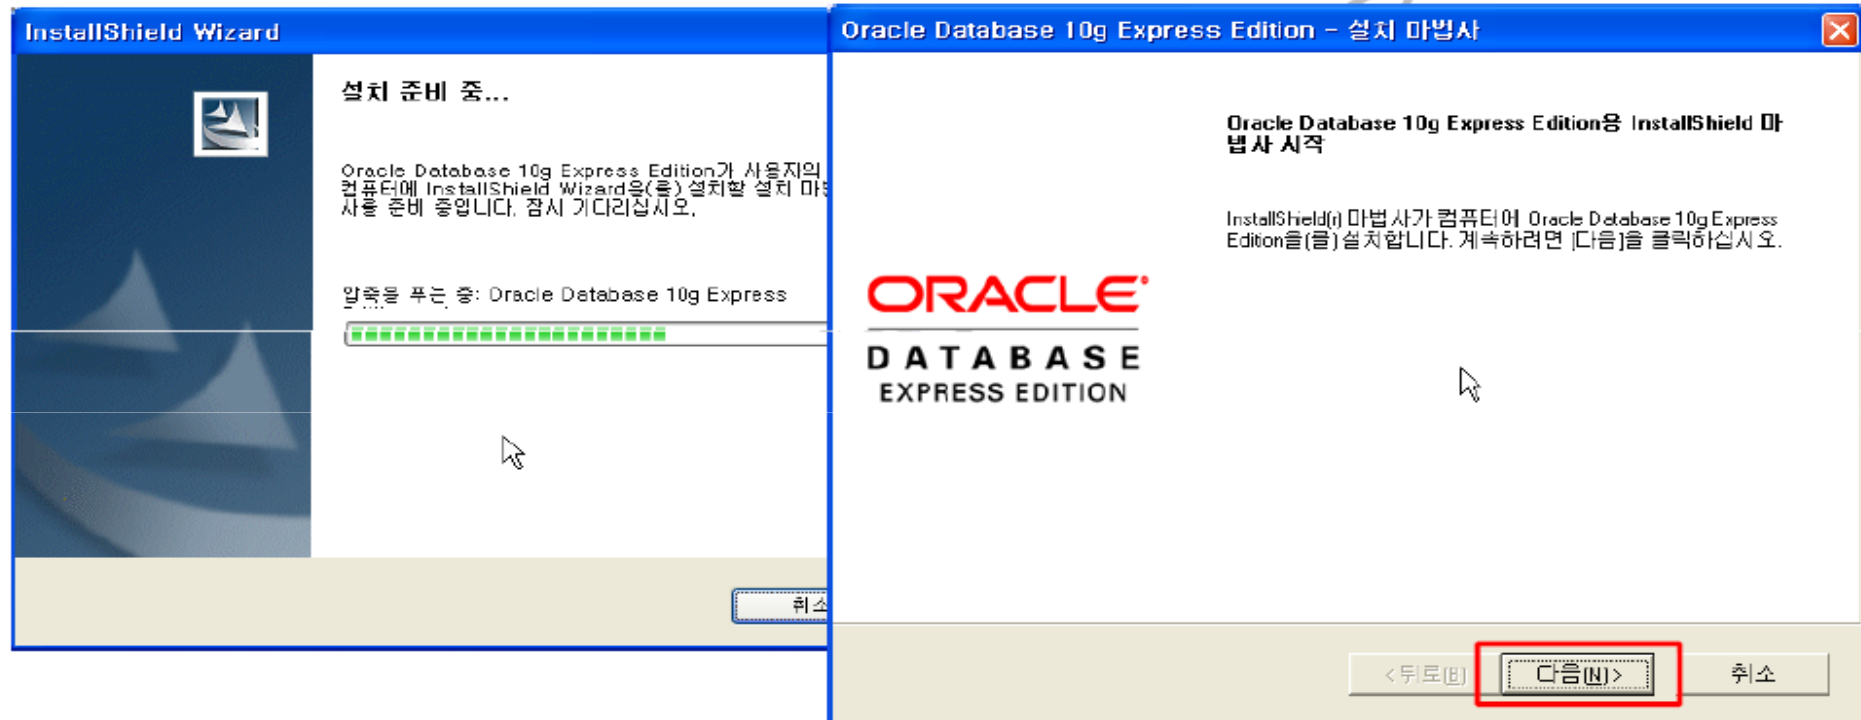 InstallShield Wizard
설치 준비 중...
Oracle Database 10g Express Edition가 사용자의
컴퓨터에 InstallShield Wizard을(를) 설치할 설치 마법
사를 준비 중입니다. 잠시 기다리십시오.
압축을 푸는 중: Oracle Database 10g Express
취소
Oracle Database 10g Express Edition - 설치 마법사
Oracle Database 10g Express Edition용 InstallShield 마
법사 시작
InstallShield(r) 마법사가 컴퓨터에 Oracle Database 10g Express
Edition을(를) 설치합니다. 계속하려면 [다음]을 클릭하십시오.
ORACLE
DATABASE
EXPRESS EDITION
<뒤로(B)
다음(N)>
취소